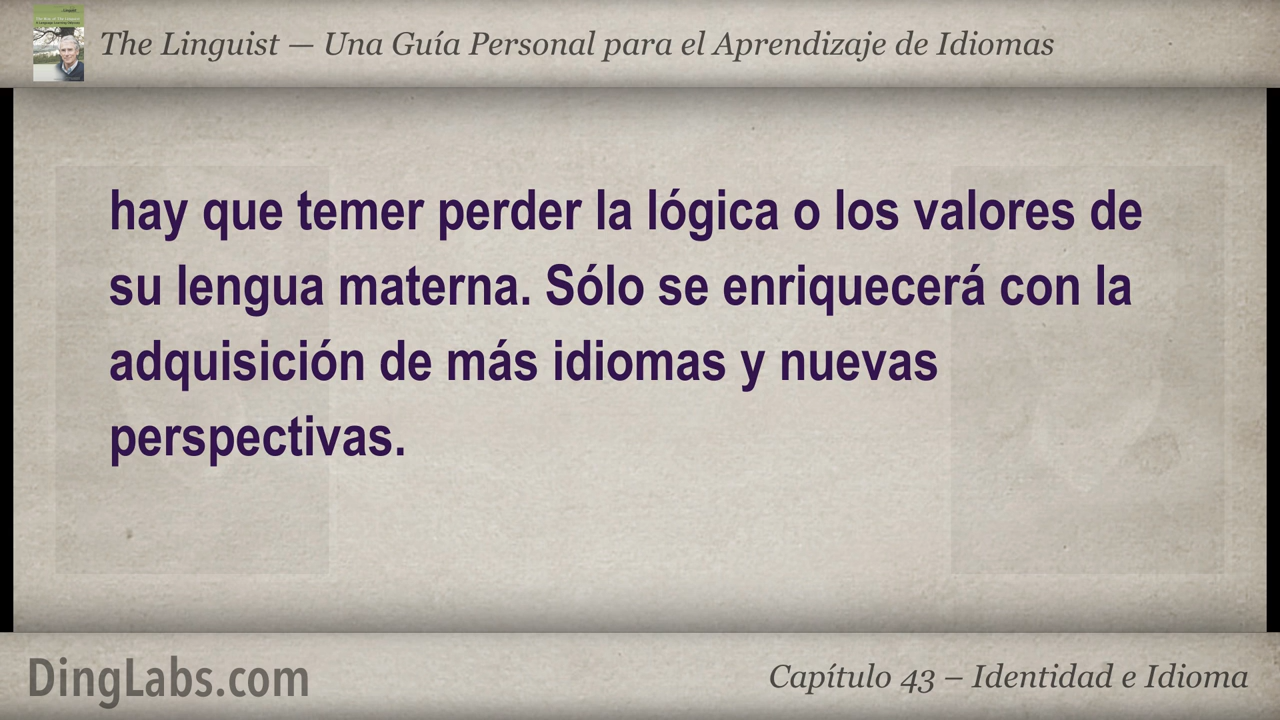 The Linguist — Una Guía Personal para el Aprendizaje de Idiomas
hay que temer perder la lógica o los valores de
su lengua materna. Sólo se enriquecerá con la
adquisición de más idiomas y nuevas
perspectivas.
DingLabs.com
Capítulo 43 – Identidad e Idioma